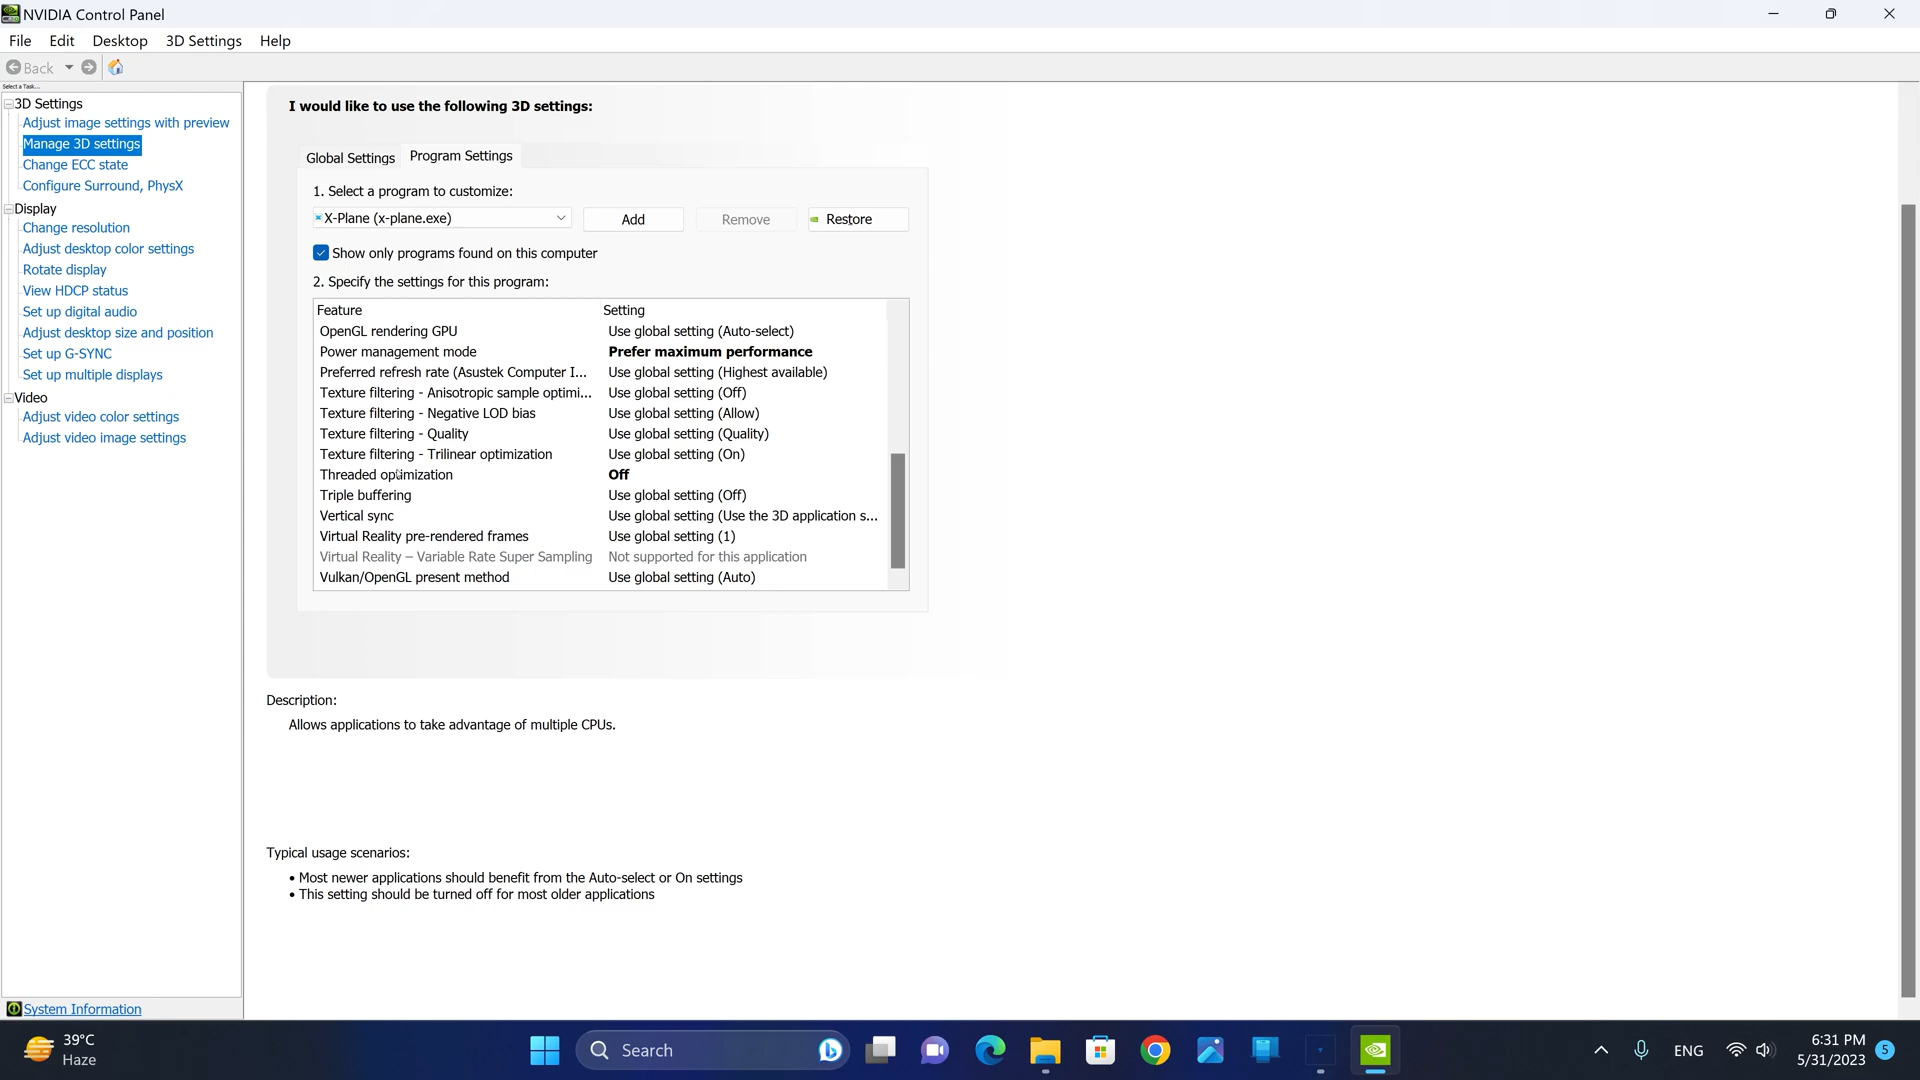 NVIDIA Control Panel
File Edit Desktop 3D Settings Help
Back
Select a Task...
3D Settings
Adjust image settings with preview
Manage 3D settings
Change ECC state
Configure Surround, PhysX
Display
Change resolution
Adjust desktop color settings
Rotate display
View HDCP status
Set up digital audio
Adjust desktop size and position
Set up G-SYNC
Set up multiple displays
Video
Adjust video color settings
Adjust video image settings
System Information
I would like to use the following 3D settings:
Global Settings Program Settings
1. Select a program to customize:
X-Plane (x-plane.exe) Add Remove Restore
Show only programs found on this computer
2. Specify the settings for this program:
Feature Setting
OpenGL rendering GPU Use global setting (Auto-select)
Power management mode Prefer maximum performance
Preferred refresh rate (Asustek Computer I... Use global setting (Highest available)
Texture filtering - Anisotropic sample optimi... Use global setting (Off)
Texture filtering - Negative LOD bias Use global setting (Allow)
Texture filtering - Quality Use global setting (Quality)
Texture filtering - Trilinear optimization Use global setting (On)
Threaded optimization Off
Triple buffering Use global setting (Off)
Vertical sync Use global setting (Use the 3D application s...
Virtual Reality pre-rendered frames Use global setting (1)
Virtual Reality – Variable Rate Super Sampling Not supported for this application
Vulkan/OpenGL present method Use global setting (Auto)
Description:
Allows applications to take advantage of multiple CPUs.
Typical usage scenarios:
• Most newer applications should benefit from the Auto-select or On settings
• This setting should be turned off for most older applications
39°C
Haze
Search
ENG
6:31 PM
5/31/2023
5